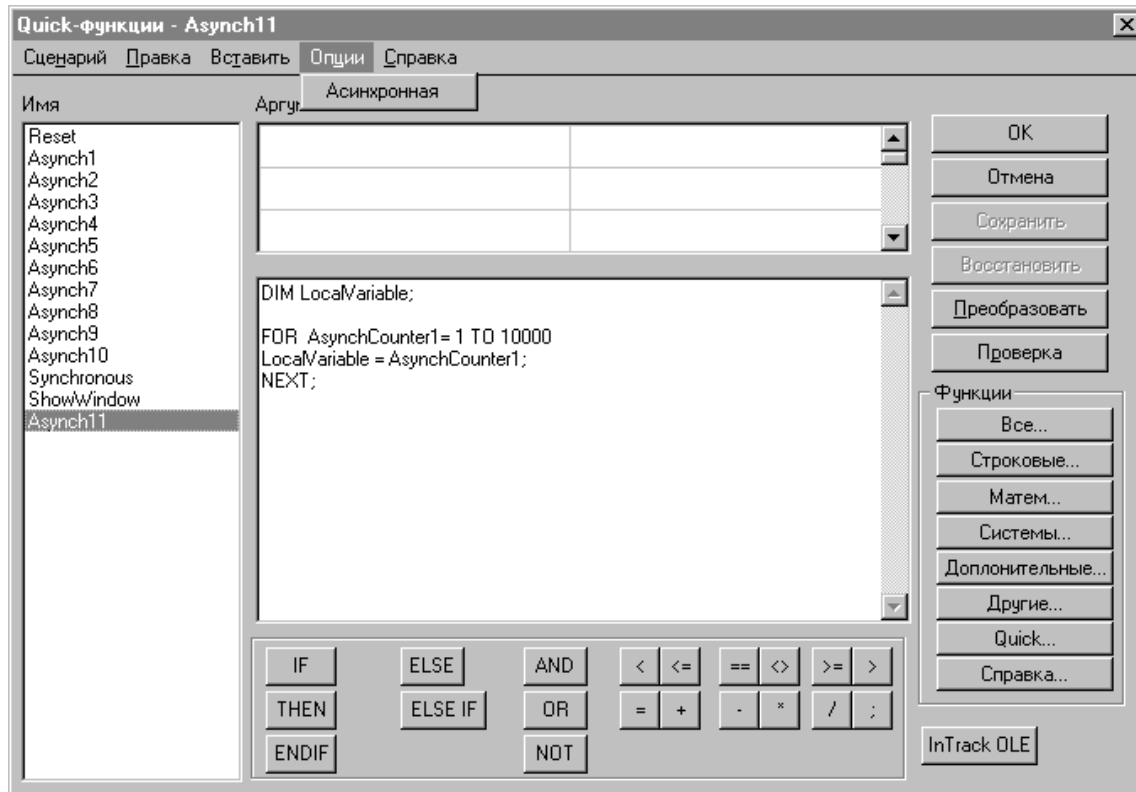 Quick-функции - Asynch11
Сценарий Правка Вставить Опции Справка
Асинхронная
Имя
Reset
Asynch1
Asynch2
Asynch3
Asynch4
Asynch5
Asynch6
Asynch7
Asynch8
Asynch9
Asynch10
Synchronous
ShowWindow
Asynch11
DIM LocalVariable;
FOR AsynchCounter1= 1 TO 10000
LocalVariable = AsynchCounter1;
NEXT;
IF ELSE AND < <= == <> >= >
THEN ELSE IF OR = + - * / ;
ENDIF NOT
OK
Отмена
Сохранить
Восстановить
Преобразовать
Проверка
Функции
Все...
Строковые...
Матем...
Системы...
Доплонительные...
Другие...
Quick...
Справка...
InTrack OLE